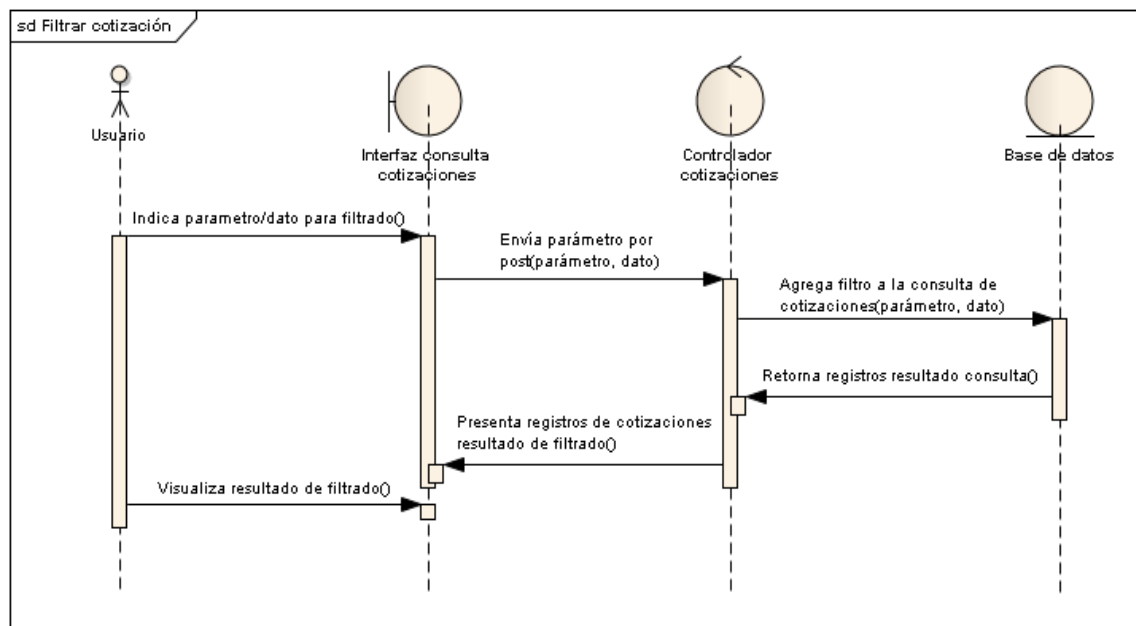 sd Filtrar cotización
Usuario
Interfaz consulta
cotizaciones
Controlador
cotizaciones
Base de datos
Indica parametro/dato para filtrado()
Envía parámetro por
post(parámetro, dato)
Agrega filtro a la consulta de
cotizaciones(parámetro, dato)
Retorna registros resultado consulta()
Presenta registros de cotizaciones
resultado de filtrado()
Visualiza resultado de filtrado()